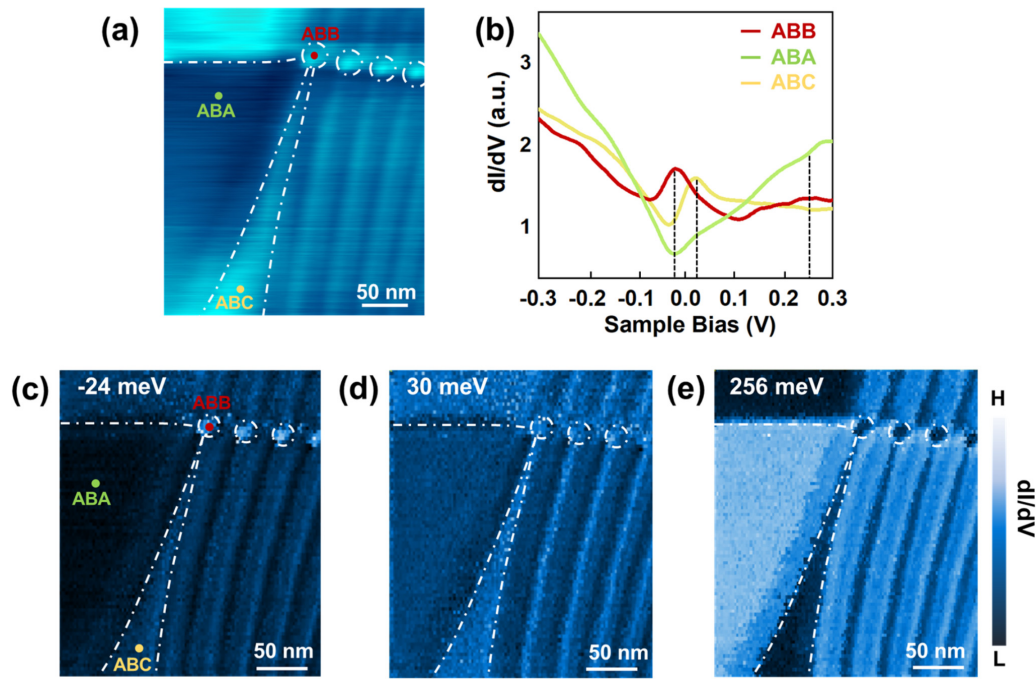 (a)
ABB
ABA
ABC
50 nm
(b)
ABB
ABA
ABC
3
2
1
dI/dV (a.u.)
-0.3 -0.2 -0.1 0.0 0.1 0.2 0.3
Sample Bias (V)
(c)
-24 meV
ABB
ABA
ABC
50 nm
(d)
30 meV
50 nm
(e)
256 meV
50 nm
H
dI/dV
L